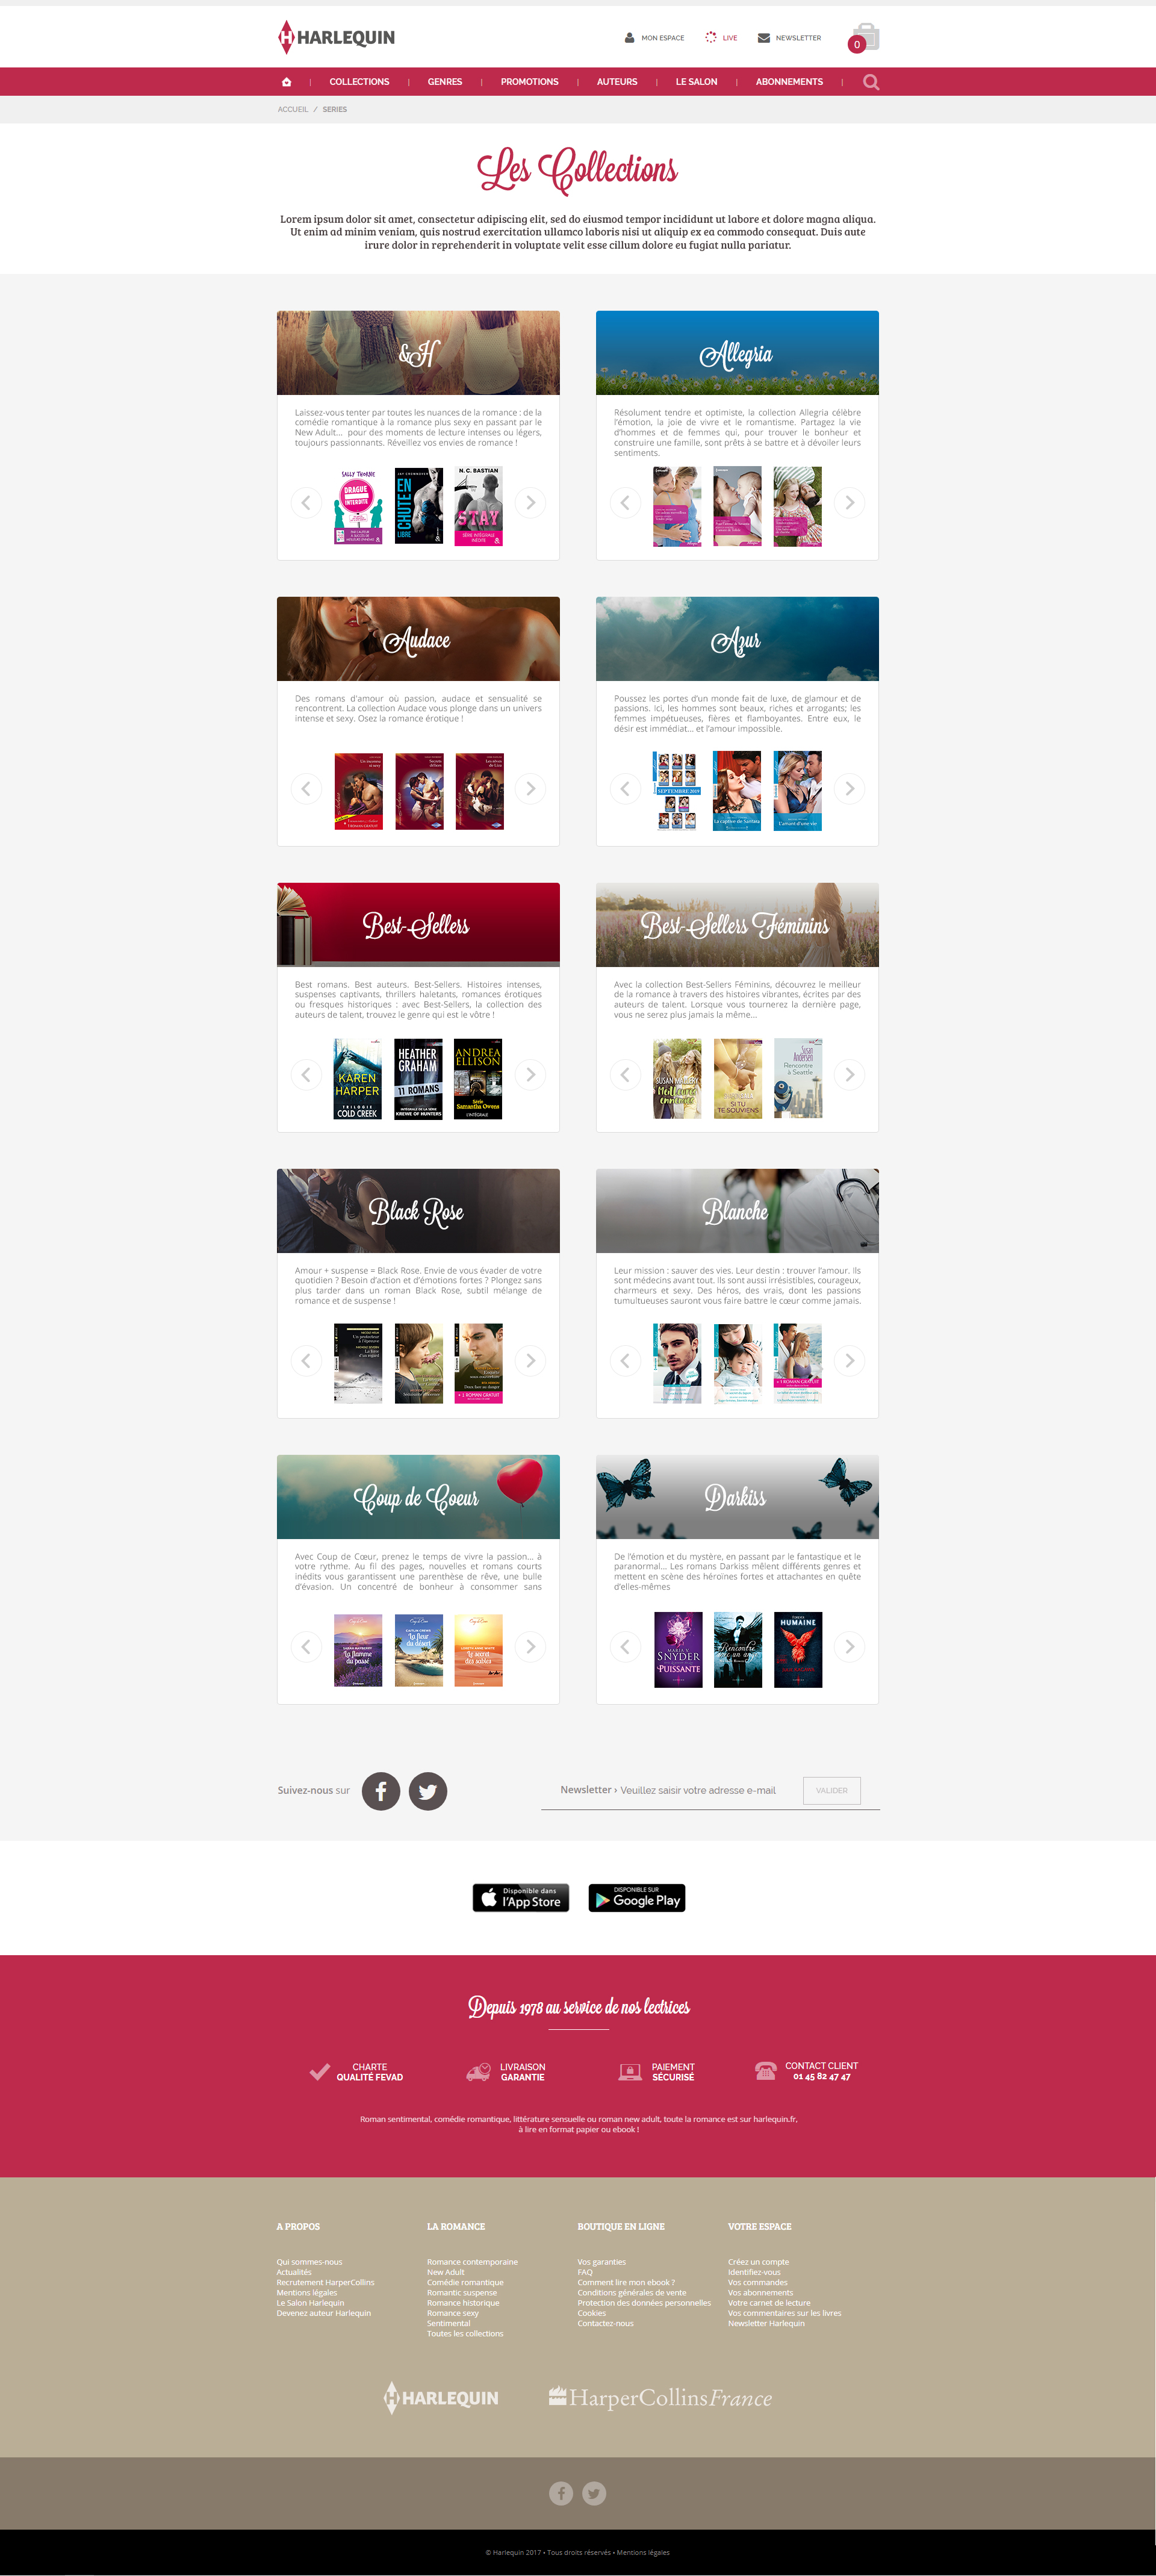 HARLEQUIN
MON ESPACE
LIVE
NEWSLETTER
0
COLLECTIONS
GENRES
PROMOTIONS
AUTEURS
LE SALON
ABONNEMENTS
ACCUEIL / SERIES
Les Collections
Lorem ipsum dolor sit amet, consectetur adipiscing elit, sed do eiusmod tempor incididunt ut labore et dolore magna aliqua.
Ut enim ad minim veniam, quis nostrud exercitation ullamco laboris nisi ut aliquip ex ea commodo consequat. Duis aute
irure dolor in reprehenderit in voluptate velit esse cillum dolore eu fugiat nulla pariatur.
&H
Laissez-vous tenter par toutes les nuances de la romance : de la
comédie romantique à la romance plus sexy en passant par le
New Adult... pour des moments de lecture intenses ou légers,
toujours passionnants. Réveillez vos envies de romance !
SALLY THORNE
DRAGUE
INTERDITE
EN
CHUTE
LIBRE
N. C. BASTIAN
STAY
SÉRIE INTÉGRALE
INÉDITE
Allegria
Résolument tendre et optimiste, la collection Allegria célèbre
l'émotion, la joie de vivre et le romantisme. Partagez la vie
d'hommes et de femmes qui, pour trouver le bonheur et
construire une famille, sont prêts à se battre et à dévoiler leurs
sentiments.
Audace
Des romans d'amour où passion, audace et sensualité se
rencontrent. La collection Audace vous plonge dans un univers
intense et sexy. Osez la romance érotique !
Azur
Poussez les portes d'un monde fait de luxe, de glamour et de
passions. Ici, les hommes sont beaux, riches et arrogants; les
femmes impétueuses, fières et flamboyantes. Entre eux, le
désir est immédiat... et l'amour impossible.
SEPTEMBRE 2019
La captive de Santina
L'amant d'une vie
Best-Sellers
Best romans. Best auteurs. Best-Sellers. Histoires intenses,
suspenses captivants, thrillers haletants, romances érotiques
ou fresques historiques : avec Best-Sellers, la collection des
auteurs de talent, trouvez le genre qui est le vôtre !
KAREN
HARPER
TRILOGIE
COLD CREEK
HEATHER
GRAHAM
11 ROMANS
INTÉGRALE DE LA SÉRIE
KREWE OF HUNTERS
ANDREA
ELLISON
Série
Samantha Owens
L'INTÉGRALE
Best-Sellers Féminins
Avec la collection Best-Sellers Féminins, découvrez le meilleur
de la romance à travers des histoires vibrantes, écrites par des
auteurs de talent. Lorsque vous tournerez la dernière page,
vous ne serez plus jamais la même...
SUSAN MALLERY
Meilleures
ennemies
SI TU
TE SOUVIENS
Susan
Andersen
Rencontre
à Seattle
Black Rose
Amour + suspense = Black Rose. Envie de vous évader de votre
quotidien ? Besoin d'action et d'émotions fortes ? Plongez sans
plus tarder dans un roman Black Rose, subtil mélange de
romance et de suspense !
+ 1 ROMAN GRATUIT
Blanche
Leur mission : sauver des vies. Leur destin : trouver l'amour. Ils
sont médecins avant tout. Ils sont aussi irrésistibles, courageux,
charmeurs et sexy. Des héros, des vrais, dont les passions
tumultueuses sauront vous faire battre le cœur comme jamais.
+ 1 ROMAN GRATUIT
Coup de Coeur
Avec Coup de Cœur, prenez le temps de vivre la passion... à
votre rythme. Au fil des pages, nouvelles et romans courts
inédits vous garantissent une parenthèse de rêve, une bulle
d'évasion. Un concentré de bonheur à consommer sans
SARAH MAYBERRY
La flamme
du passé
CAITLIN CREWS
La fleur
du désert
LORETH ANNE WHITE
Le secret
des sables
Darkiss
De l'émotion et du mystère, en passant par le fantastique et le
paranormal... Les romans Darkiss mêlent différents genres et
mettent en scène des héroïnes fortes et attachantes en quête
d'elles-mêmes
MARIA V.
SNYDER
PUISSANTE
Rencontre
avec un ange
HUMAINE
Suivez-nous sur
Newsletter › Veuillez saisir votre adresse e-mail
VALIDER
Disponible dans
l'App Store
DISPONIBLE SUR
Google Play
Depuis 1978 au service de nos lectrices
CHARTE
QUALITÉ FEVAD
LIVRAISON
GARANTIE
PAIEMENT
SÉCURISÉ
CONTACT CLIENT
01 45 82 47 47
Roman sentimental, comédie romantique, littérature sensuelle ou roman new adult, toute la romance est sur harlequin.fr,
à lire en format papier ou ebook !
A PROPOS
Qui sommes-nous
Actualités
Recrutement HarperCollins
Mentions légales
Le Salon Harlequin
Devenez auteur Harlequin
LA ROMANCE
Romance contemporaine
New Adult
Comédie romantique
Romantic suspense
Romance historique
Romance sexy
Sentimental
Toutes les collections
BOUTIQUE EN LIGNE
Vos garanties
FAQ
Comment lire mon ebook ?
Conditions générales de vente
Protection des données personnelles
Cookies
Contactez-nous
VOTRE ESPACE
Créez un compte
Identifiez-vous
Vos commandes
Vos abonnements
Votre carnet de lecture
Vos commentaires sur les livres
Newsletter Harlequin
HARLEQUIN
HarperCollins France
© Harlequin 2017 • Tous droits réservés • Mentions légales